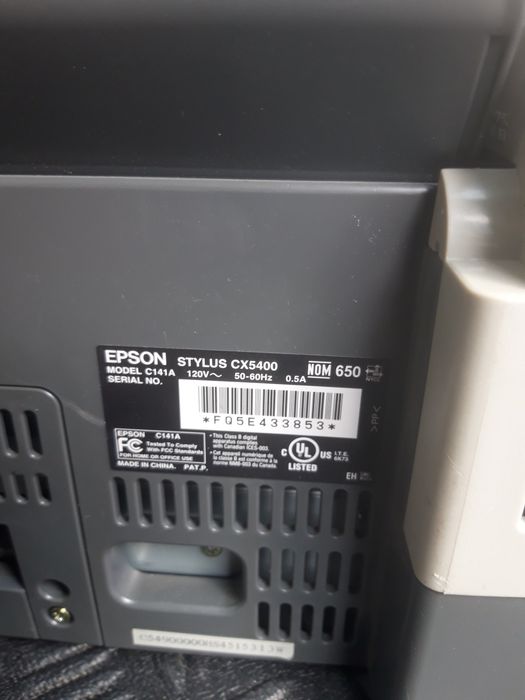 EPSON STYLUS CX5400 NOM 650
MODEL C141A 120V~ 50-60Hz 0.5A
SERIAL NO.
*FQ5E433853*
EPSON C141A
FC Tested To Comply
With FCC Standards
FOR HOME OR OFFICE USE
MADE IN CHINA. PAT.P.
• This Class B digital
apparatus complies with
Canadian ICES-003.
• Cet appareil numérique de
la classe B est conforme à la
norme NMB-003 du Canada.
C UL US I.T.E.
6K73
LISTED
EH
>PP<